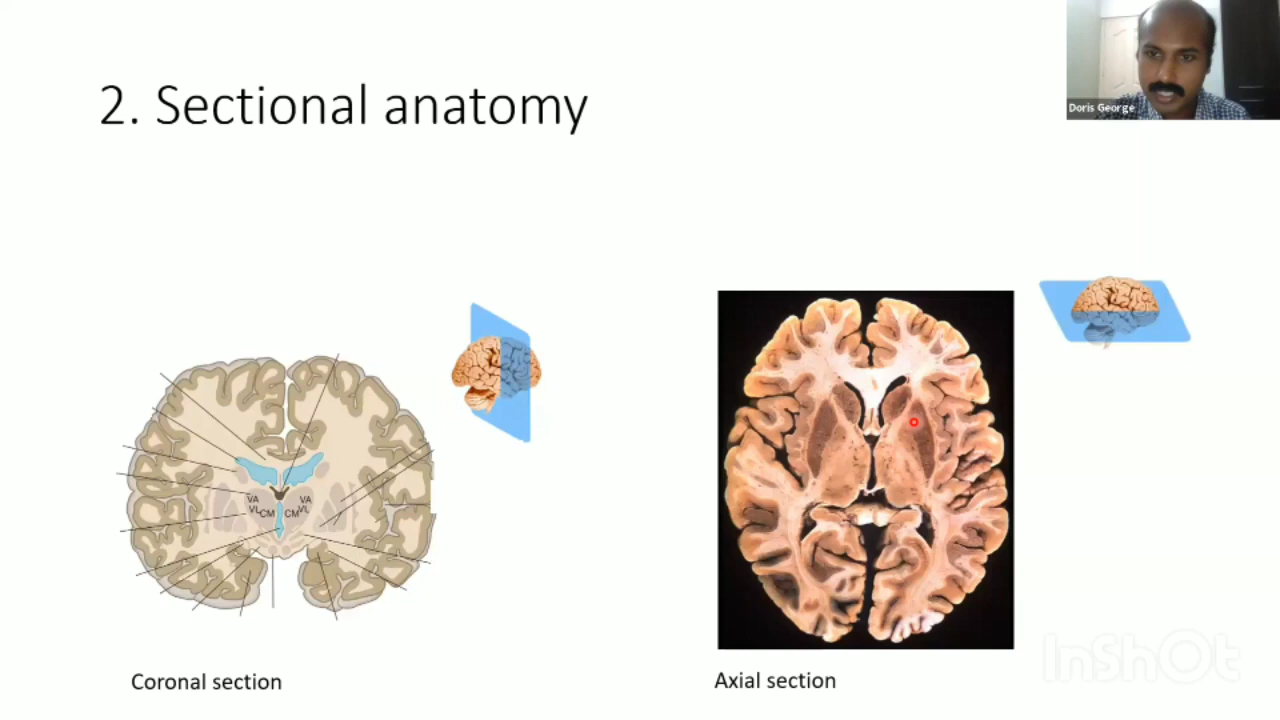 Doris George
2. Sectional anatomy
VA
VA
VL
VL
CM
CM
Coronal section
Axial section
InShOt